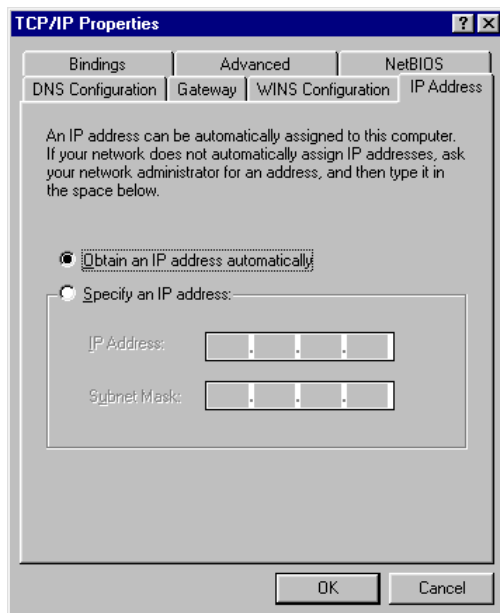 TCP/IP Properties
Bindings Advanced NetBIOS
DNS Configuration Gateway WINS Configuration IP Address
An IP address can be automatically assigned to this computer.
If your network does not automatically assign IP addresses, ask
your network administrator for an address, and then type it in
the space below.
Obtain an IP address automatically
Specify an IP address:
IP Address:
. . .
Subnet Mask:
. . .
OK Cancel